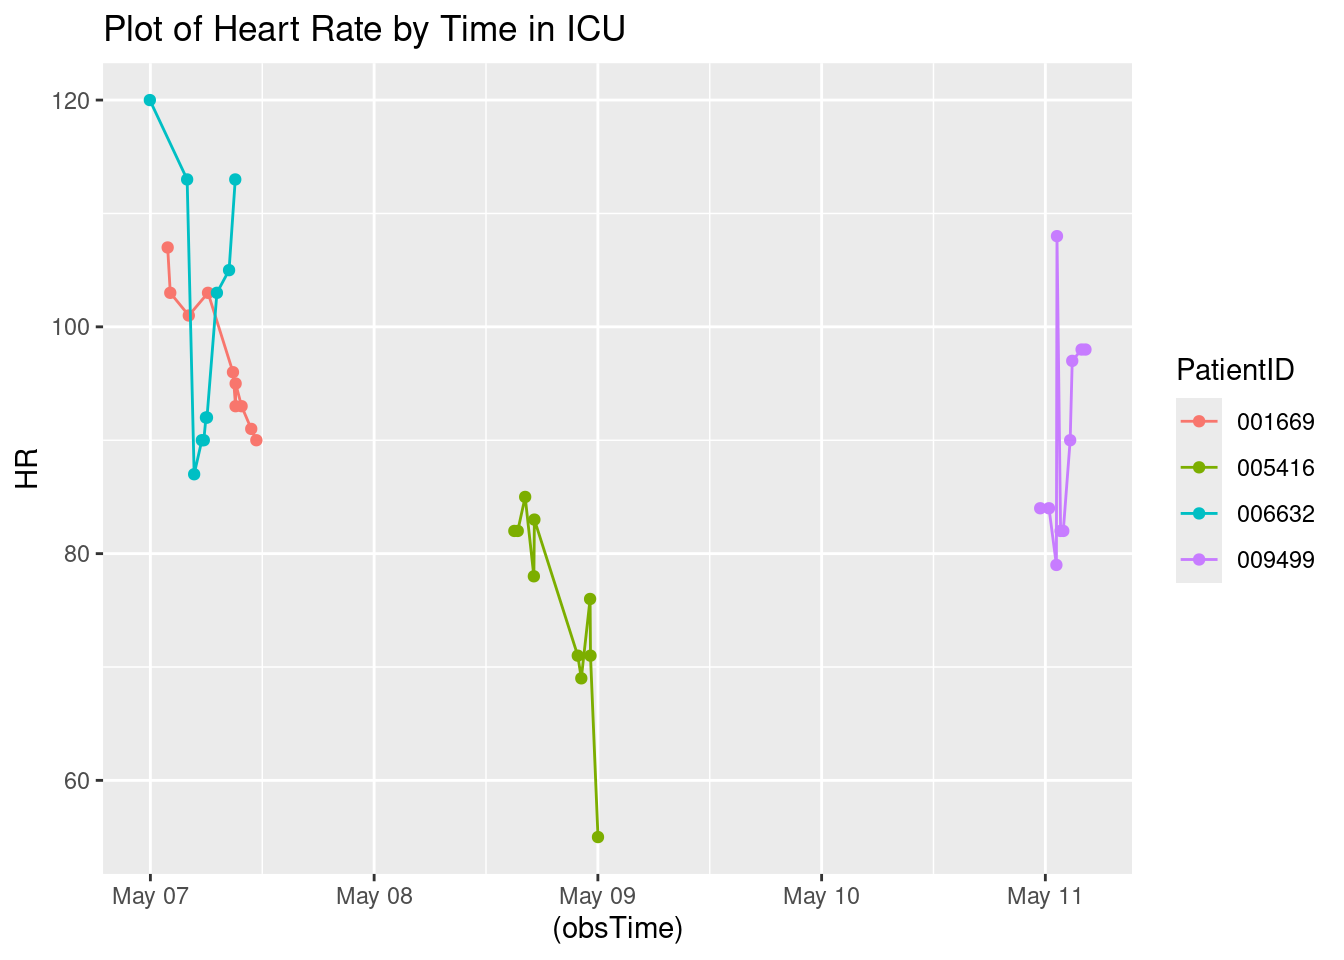 Plot of Heart Rate by Time in ICU
120
100
80
60
HR
May 07
May 08
May 09
May 10
May 11
(obsTime)
PatientID
001669
005416
006632
009499